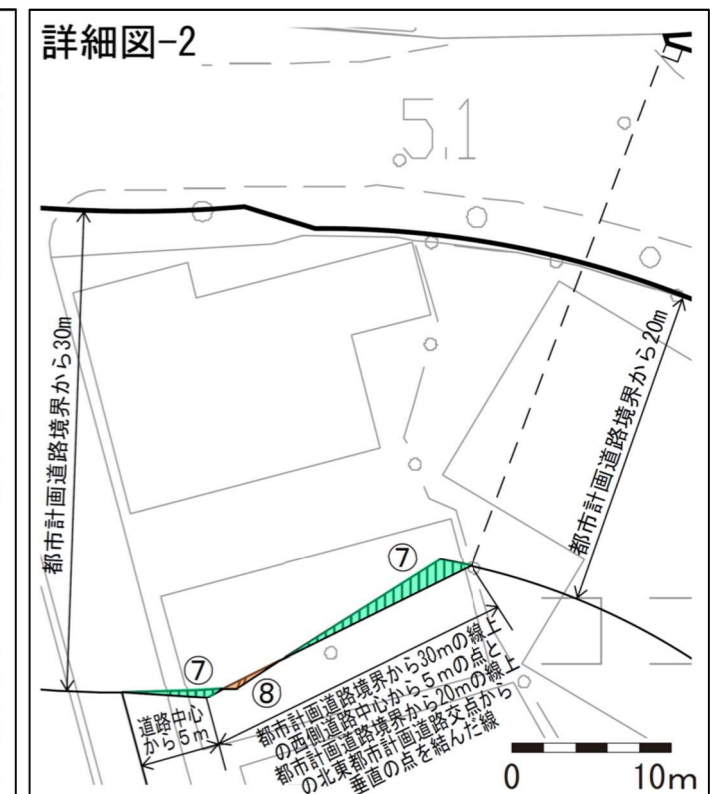 詳細図-2
5.1
都市計画道路境界から30m
都市計画道路境界から20m
⑦
⑦
⑧
道路中心
から5m
都市計画道路境界から30mの線上
の西側道路中心から5mの点と
都市計画道路境界から20mの線上
の北東都市計画道路交点から
垂直の点を結んだ線
0 10m